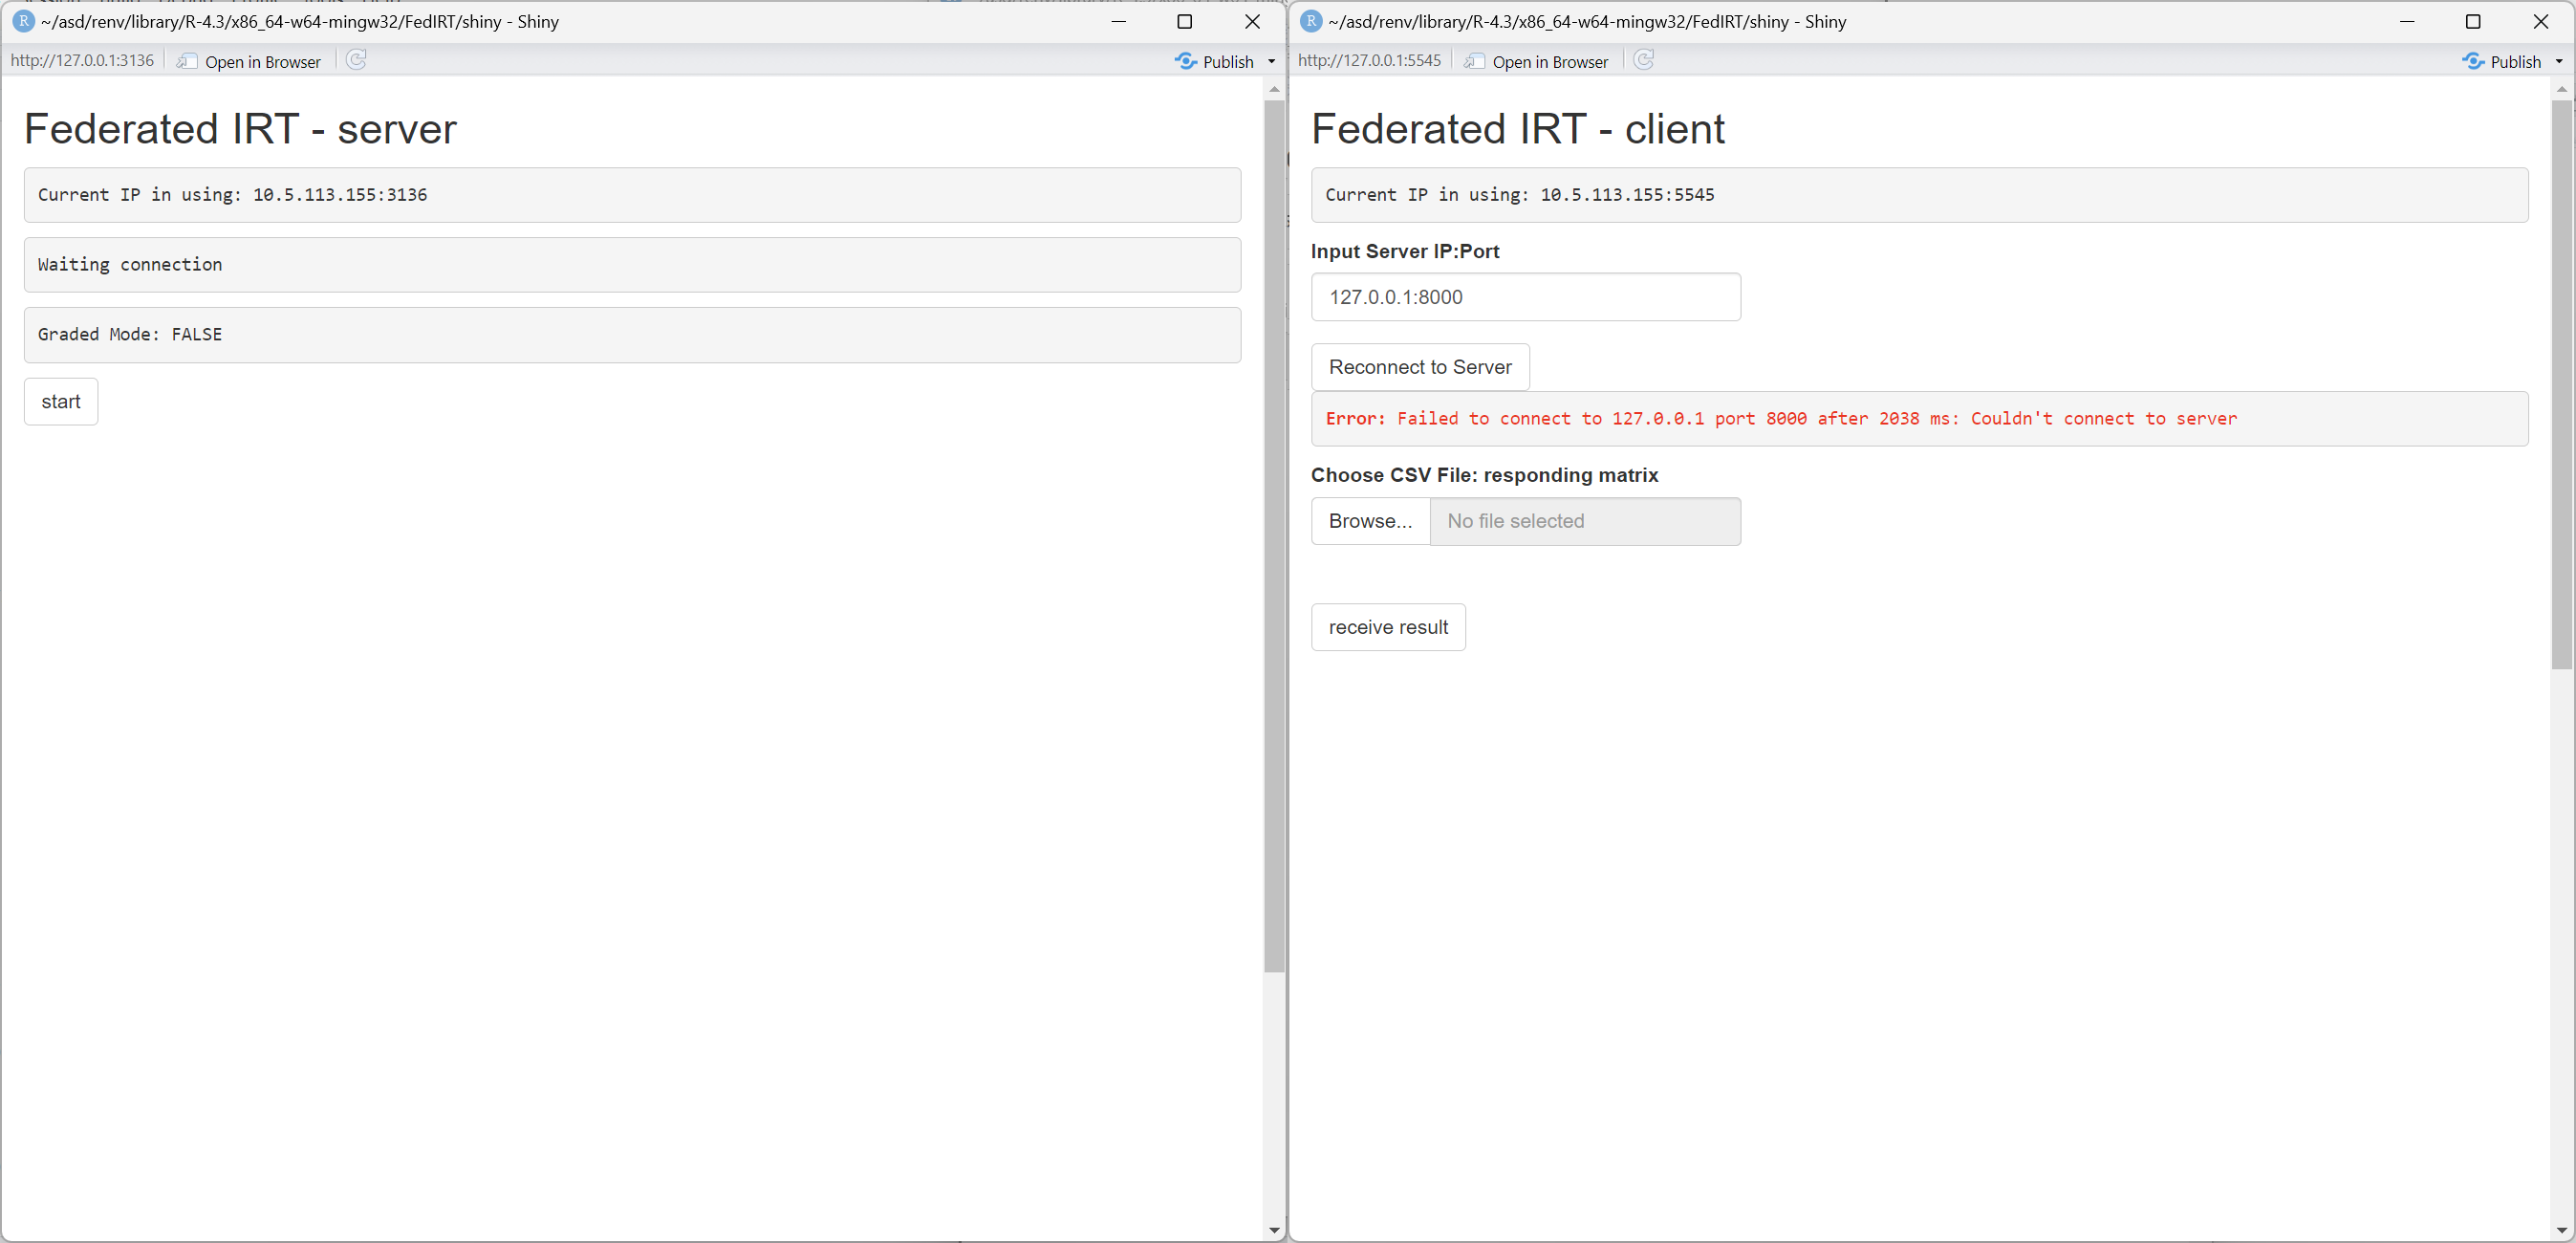 R ~/asd/renv/library/R-4.3/x86_64-w64-mingw32/FedIRT/shiny - Shiny
http://127.0.0.1:3136 Open in Browser Publish
Federated IRT - server
Current IP in using: 10.5.113.155:3136
Waiting connection
Graded Mode: FALSE
start
R ~/asd/renv/library/R-4.3/x86_64-w64-mingw32/FedIRT/shiny - Shiny
http://127.0.0.1:5545 Open in Browser Publish
Federated IRT - client
Current IP in using: 10.5.113.155:5545
Input Server IP:Port
127.0.0.1:8000
Reconnect to Server
Error: Failed to connect to 127.0.0.1 port 8000 after 2038 ms: Couldn't connect to server
Choose CSV File: responding matrix
Browse... No file selected
receive result